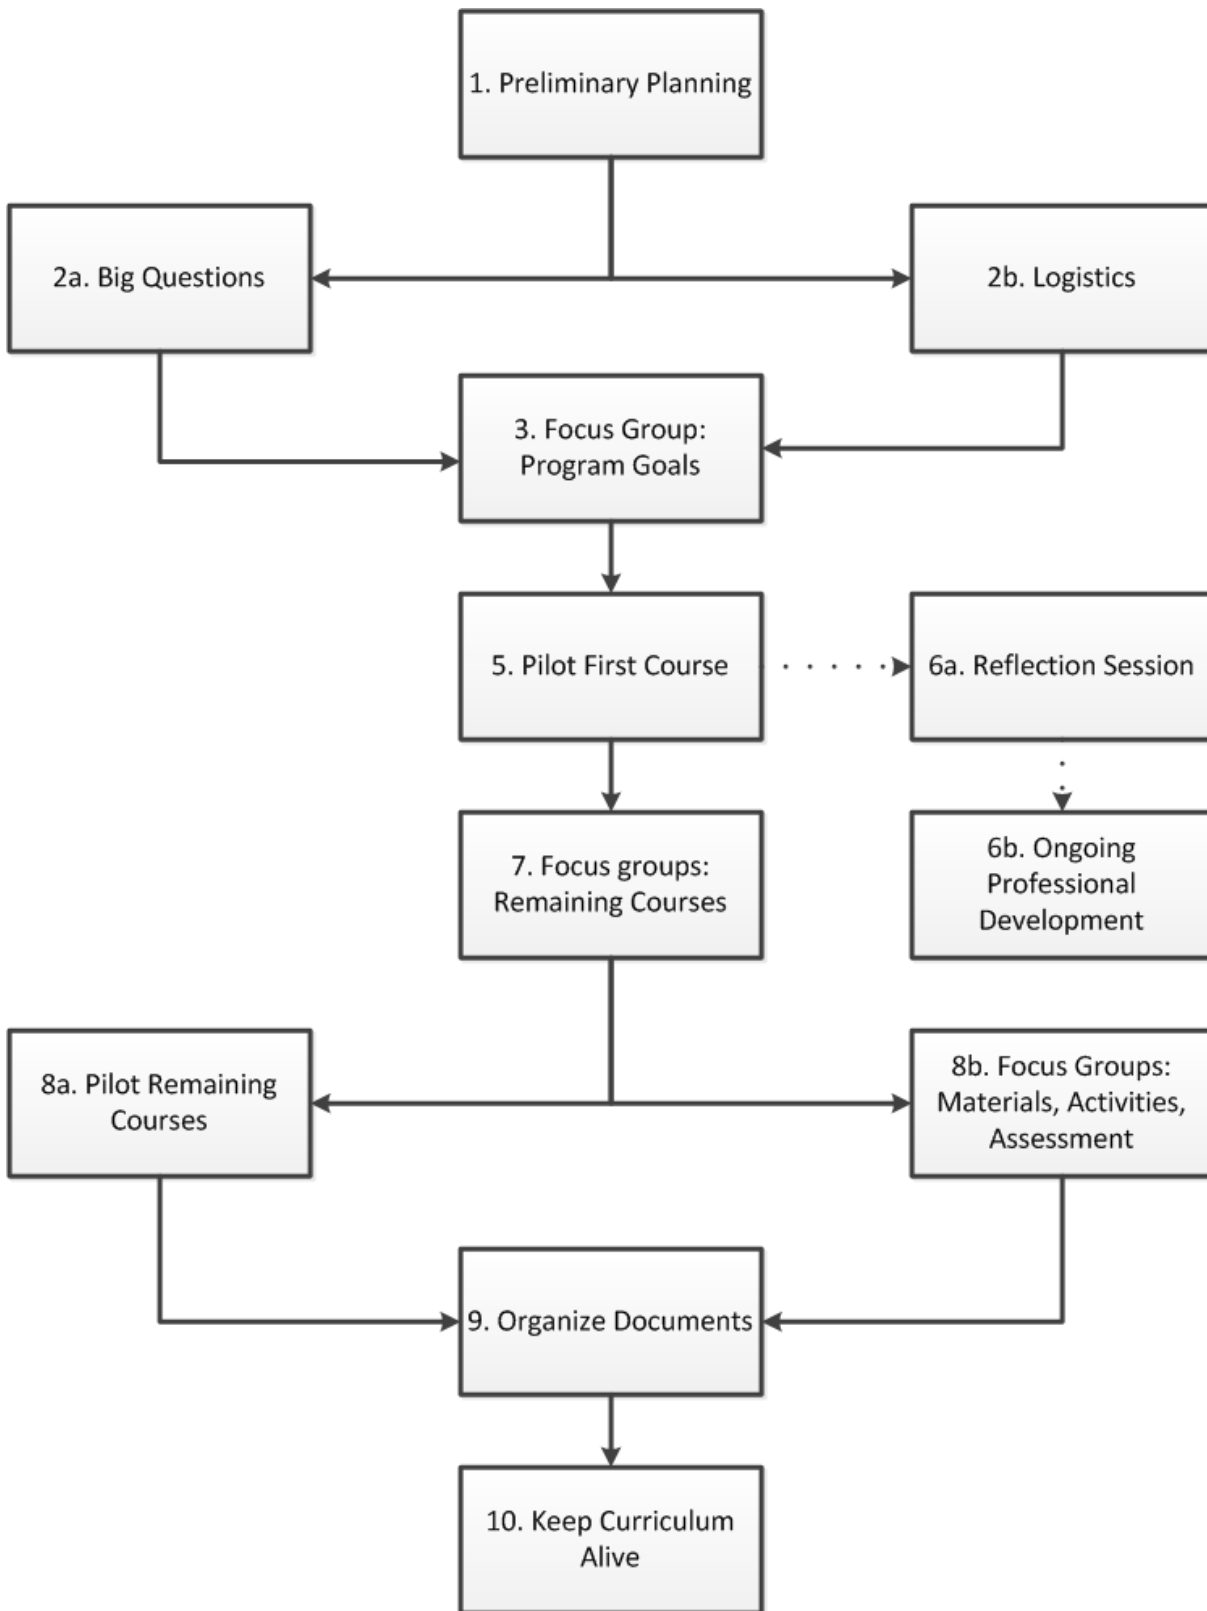 1. Preliminary Planning
2a. Big Questions
2b. Logistics
3. Focus Group:
Program Goals
5. Pilot First Course
6a. Reflection Session
7. Focus groups:
Remaining Courses
6b. Ongoing
Professional
Development
8a. Pilot Remaining
Courses
8b. Focus Groups:
Materials, Activities,
Assessment
9. Organize Documents
10. Keep Curriculum
Alive